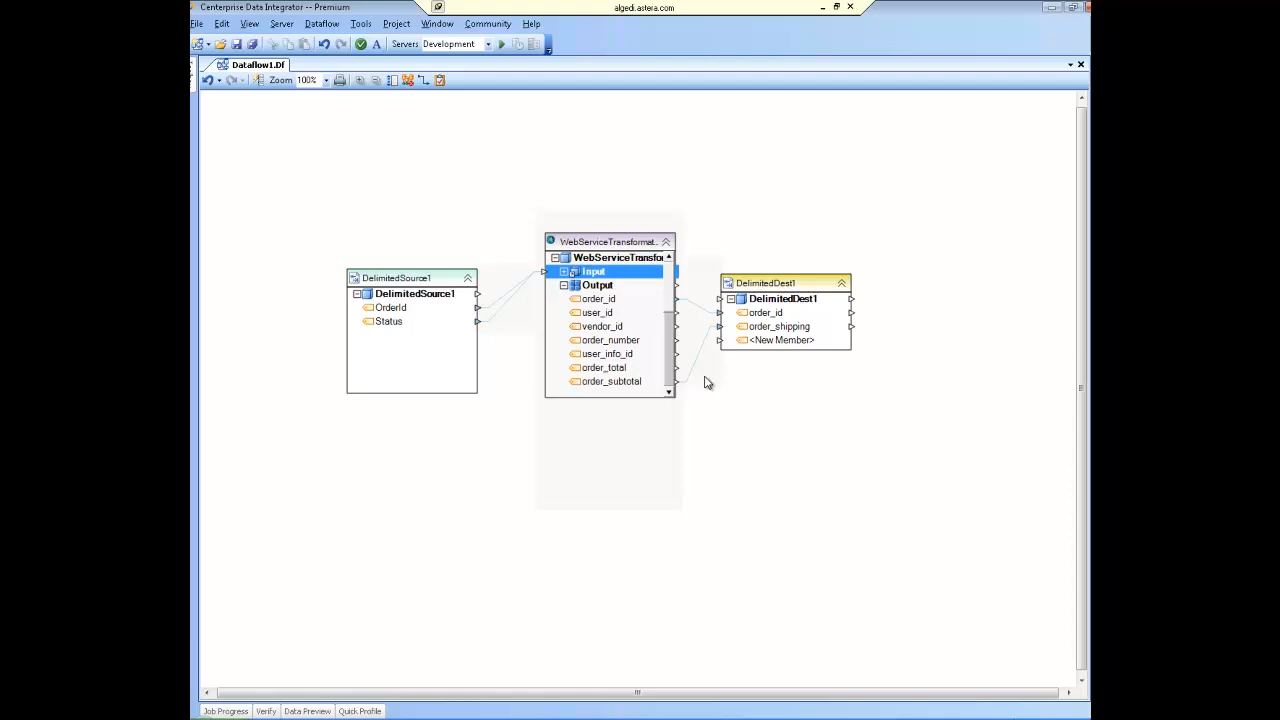 Centerprise Data Integrator -- Premium
algedi.astera.com
File Edit View Server Dataflow Tools Project Window Community Help
Servers Development
Dataflow1.Df
Zoom 100%
WebServiceTransformat..
WebServiceTransfor
Input
Output
order_id
user_id
vendor_id
order_number
user_info_id
order_total
order_subtotal
DelimitedSource1
DelimitedSource1
OrderId
Status
DelimitedDest1
DelimitedDest1
order_id
order_shipping
<New Member>
Job Progress Verify Data Preview Quick Profile